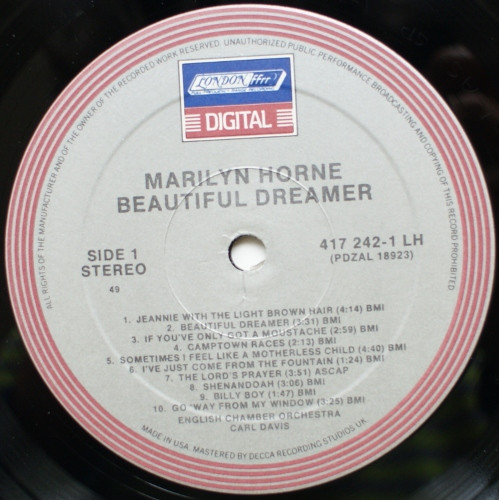 ALL RIGHTS OF THE MANUFACTURER AND OF THE OWNER OF THE RECORDED WORK RESERVED. UNAUTHORIZED PUBLIC PERFORMANCE, BROADCASTING AND COPYING OF THIS RECORD PROHIBITED
LONDON ffrr
DIGITAL
MARILYN HORNE
BEAUTIFUL DREAMER
SIDE 1
STEREO
49
417 242-1 LH
(PDZAL 18923)
1. JEANNIE WITH THE LIGHT BROWN HAIR (4:14) BMI
2. BEAUTIFUL DREAMER (3:31) BMI
3. IF YOU'VE ONLY GOT A MOUSTACHE (2:59) BMI
4. CAMPTOWN RACES (2:13) BMI
5. SOMETIMES I FEEL LIKE A MOTHERLESS CHILD (4:40) BMI
6. I'VE JUST COME FROM THE FOUNTAIN (1:24) BMI
7. THE LORD'S PRAYER (3:51) ASCAP
8. SHENANDOAH (3:06) BMI
9. BILLY BOY (1:47) BMI
10. GO 'WAY FROM MY WINDOW (3:25) BMI
ENGLISH CHAMBER ORCHESTRA
CARL DAVIS
MADE IN USA. MASTERED BY DECCA RECORDING STUDIOS UK